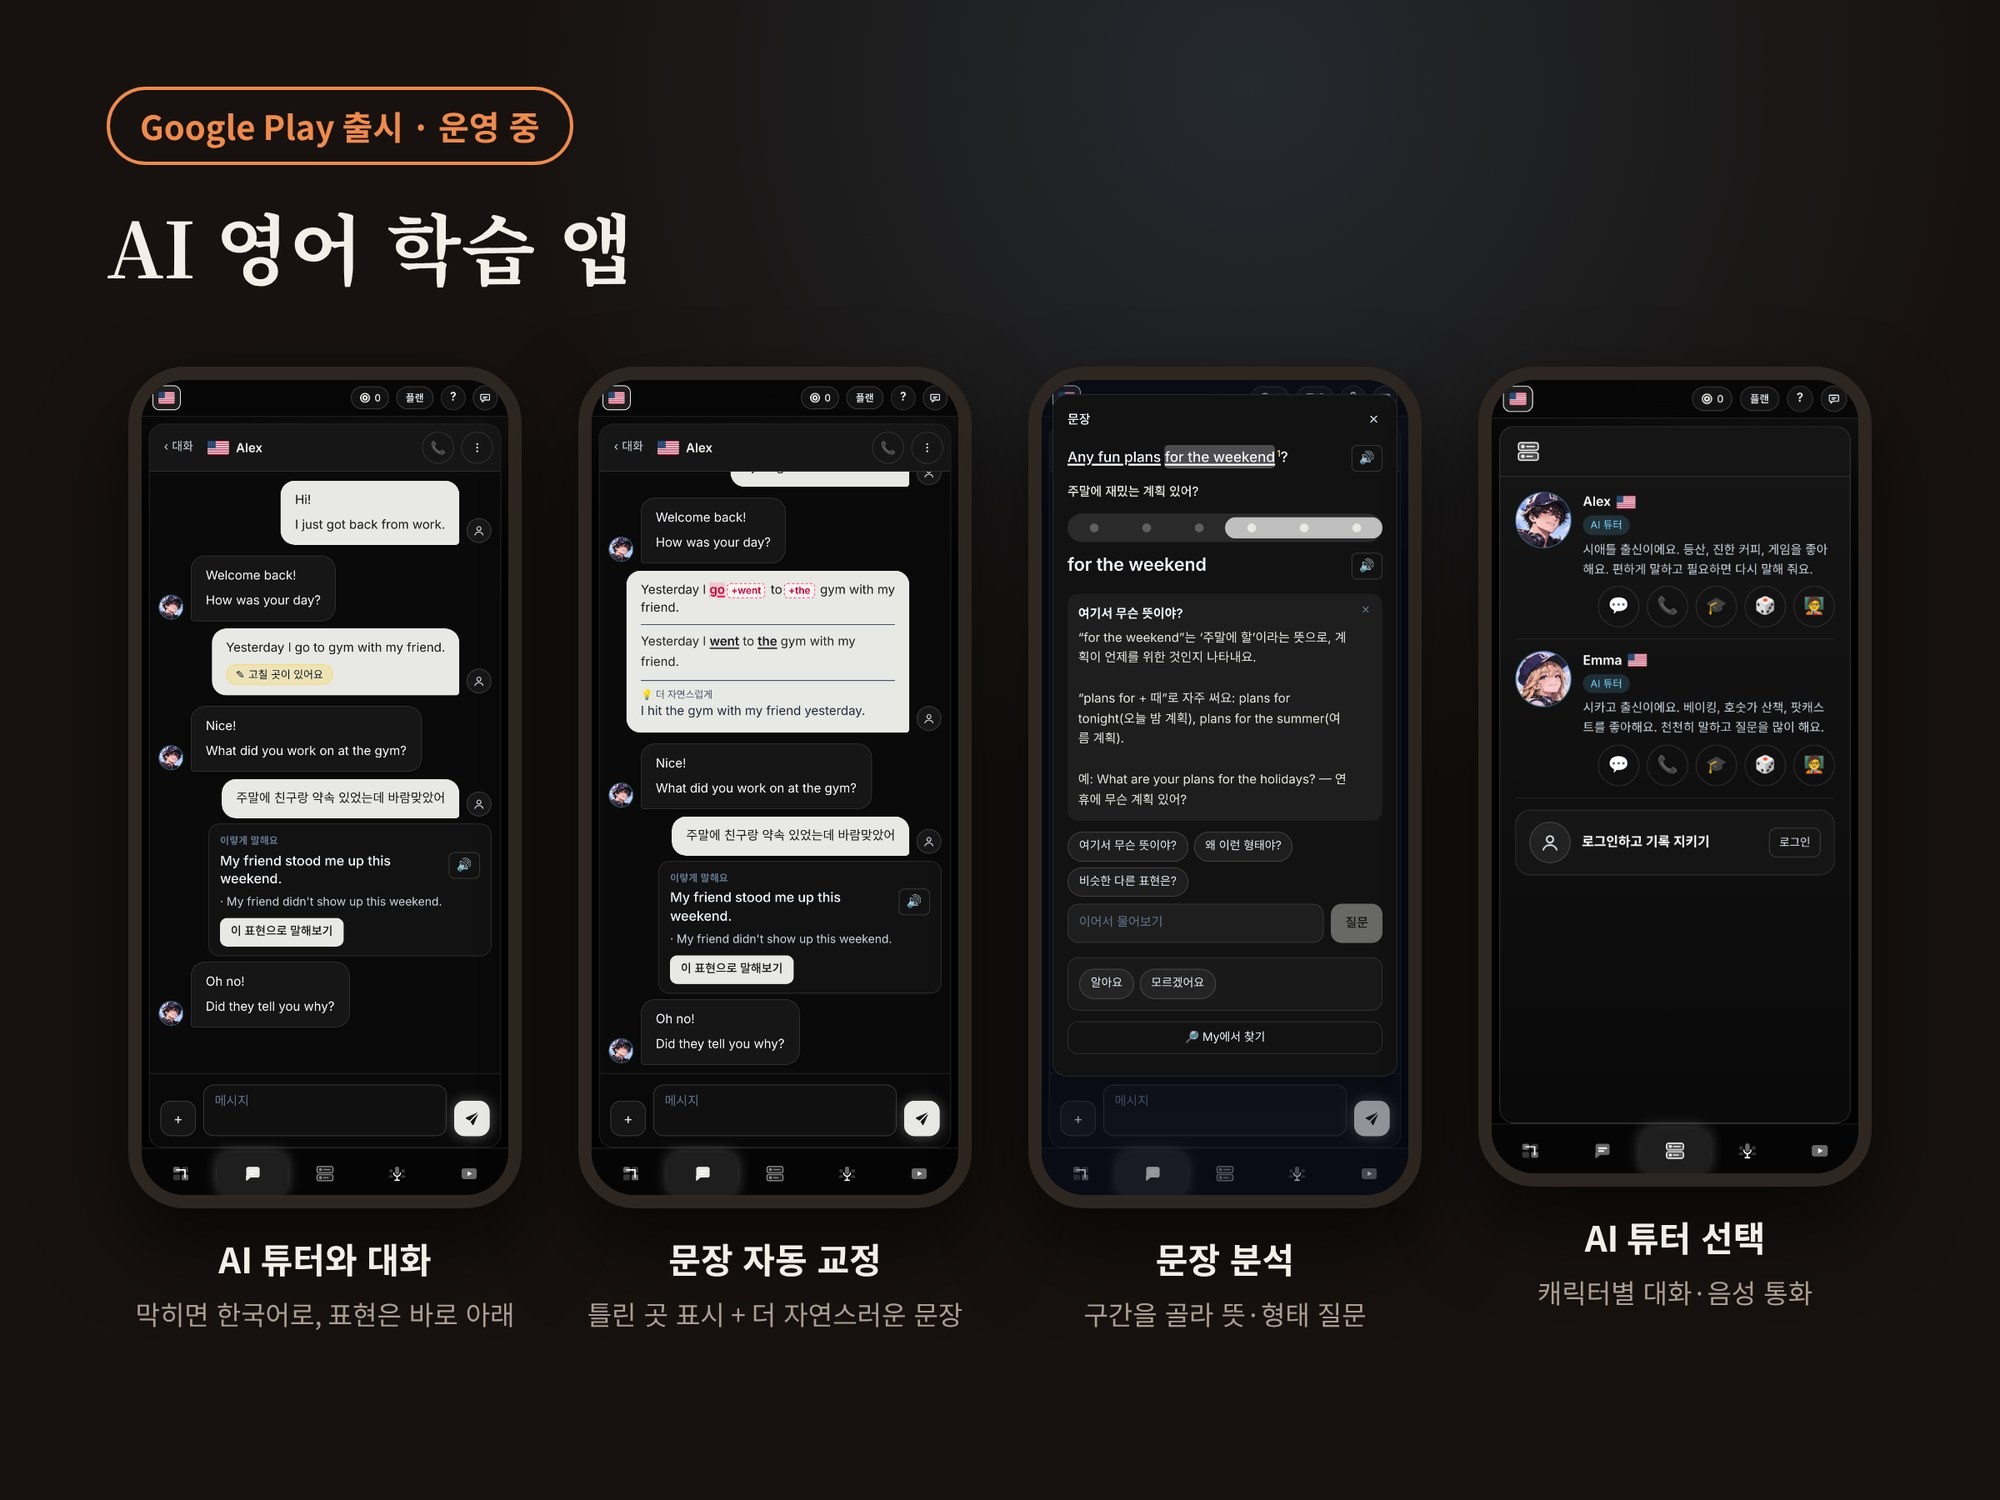 Google Play 출시 · 운영 중
AI 영어 학습 앱
0
플랜
?
‹ 대화
Alex
Hi!
I just got back from work.
Welcome back!
How was your day?
Yesterday I go to gym with my friend.
✎ 고칠 곳이 있어요
Nice!
What did you work on at the gym?
주말에 친구랑 약속 있었는데 바람맞았어
이렇게 말해요
My friend stood me up this
weekend.
· My friend didn't show up this weekend.
이 표현으로 말해보기
Oh no!
Did they tell you why?
+
메시지
AI 튜터와 대화
막히면 한국어로, 표현은 바로 아래
0
플랜
?
‹ 대화
Alex
Welcome back!
How was your day?
Yesterday I go +went to +the gym with my
friend.
Yesterday I went to the gym with my
friend.
💡 더 자연스럽게
I hit the gym with my friend yesterday.
Nice!
What did you work on at the gym?
주말에 친구랑 약속 있었는데 바람맞았어
이렇게 말해요
My friend stood me up this
weekend.
· My friend didn't show up this weekend.
이 표현으로 말해보기
Oh no!
Did they tell you why?
+
메시지
문장 자동 교정
틀린 곳 표시 + 더 자연스러운 문장
문장
×
Any fun plans for the weekend¹?
주말에 재밌는 계획 있어?
for the weekend
여기서 무슨 뜻이야?
×
“for the weekend”는 ‘주말에 할’이라는 뜻으로, 계
획이 언제를 위한 것인지 나타내요.
“plans for + 때”로 자주 써요: plans for
tonight(오늘 밤 계획), plans for the summer(여
름 계획).
예: What are your plans for the holidays? — 연
휴에 무슨 계획 있어?
여기서 무슨 뜻이야?
왜 이런 형태야?
비슷한 다른 표현은?
이어서 물어보기
질문
알아요
모르겠어요
🔎 My에서 찾기
+
메시지
문장 분석
구간을 골라 뜻·형태 질문
0
플랜
?
Alex
AI 튜터
시애틀 출신이에요. 등산, 진한 커피, 게임을 좋아
해요. 편하게 말하고 필요하면 다시 말해 줘요.
Emma
AI 튜터
시카고 출신이에요. 베이킹, 호숫가 산책, 팟캐스
트를 좋아해요. 천천히 말하고 질문을 많이 해요.
로그인하고 기록 지키기
로그인
AI 튜터 선택
캐릭터별 대화·음성 통화